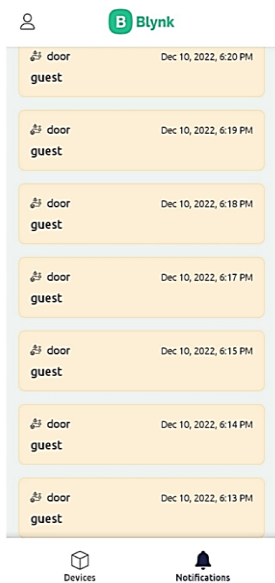 B Blynk
door Dec 10, 2022, 6:20 PM
guest
door Dec 10, 2022, 6:19 PM
guest
door Dec 10, 2022, 6:18 PM
guest
door Dec 10, 2022, 6:17 PM
guest
door Dec 10, 2022, 6:15 PM
guest
door Dec 10, 2022, 6:14 PM
guest
door Dec 10, 2022, 6:13 PM
guest
Devices Notifications